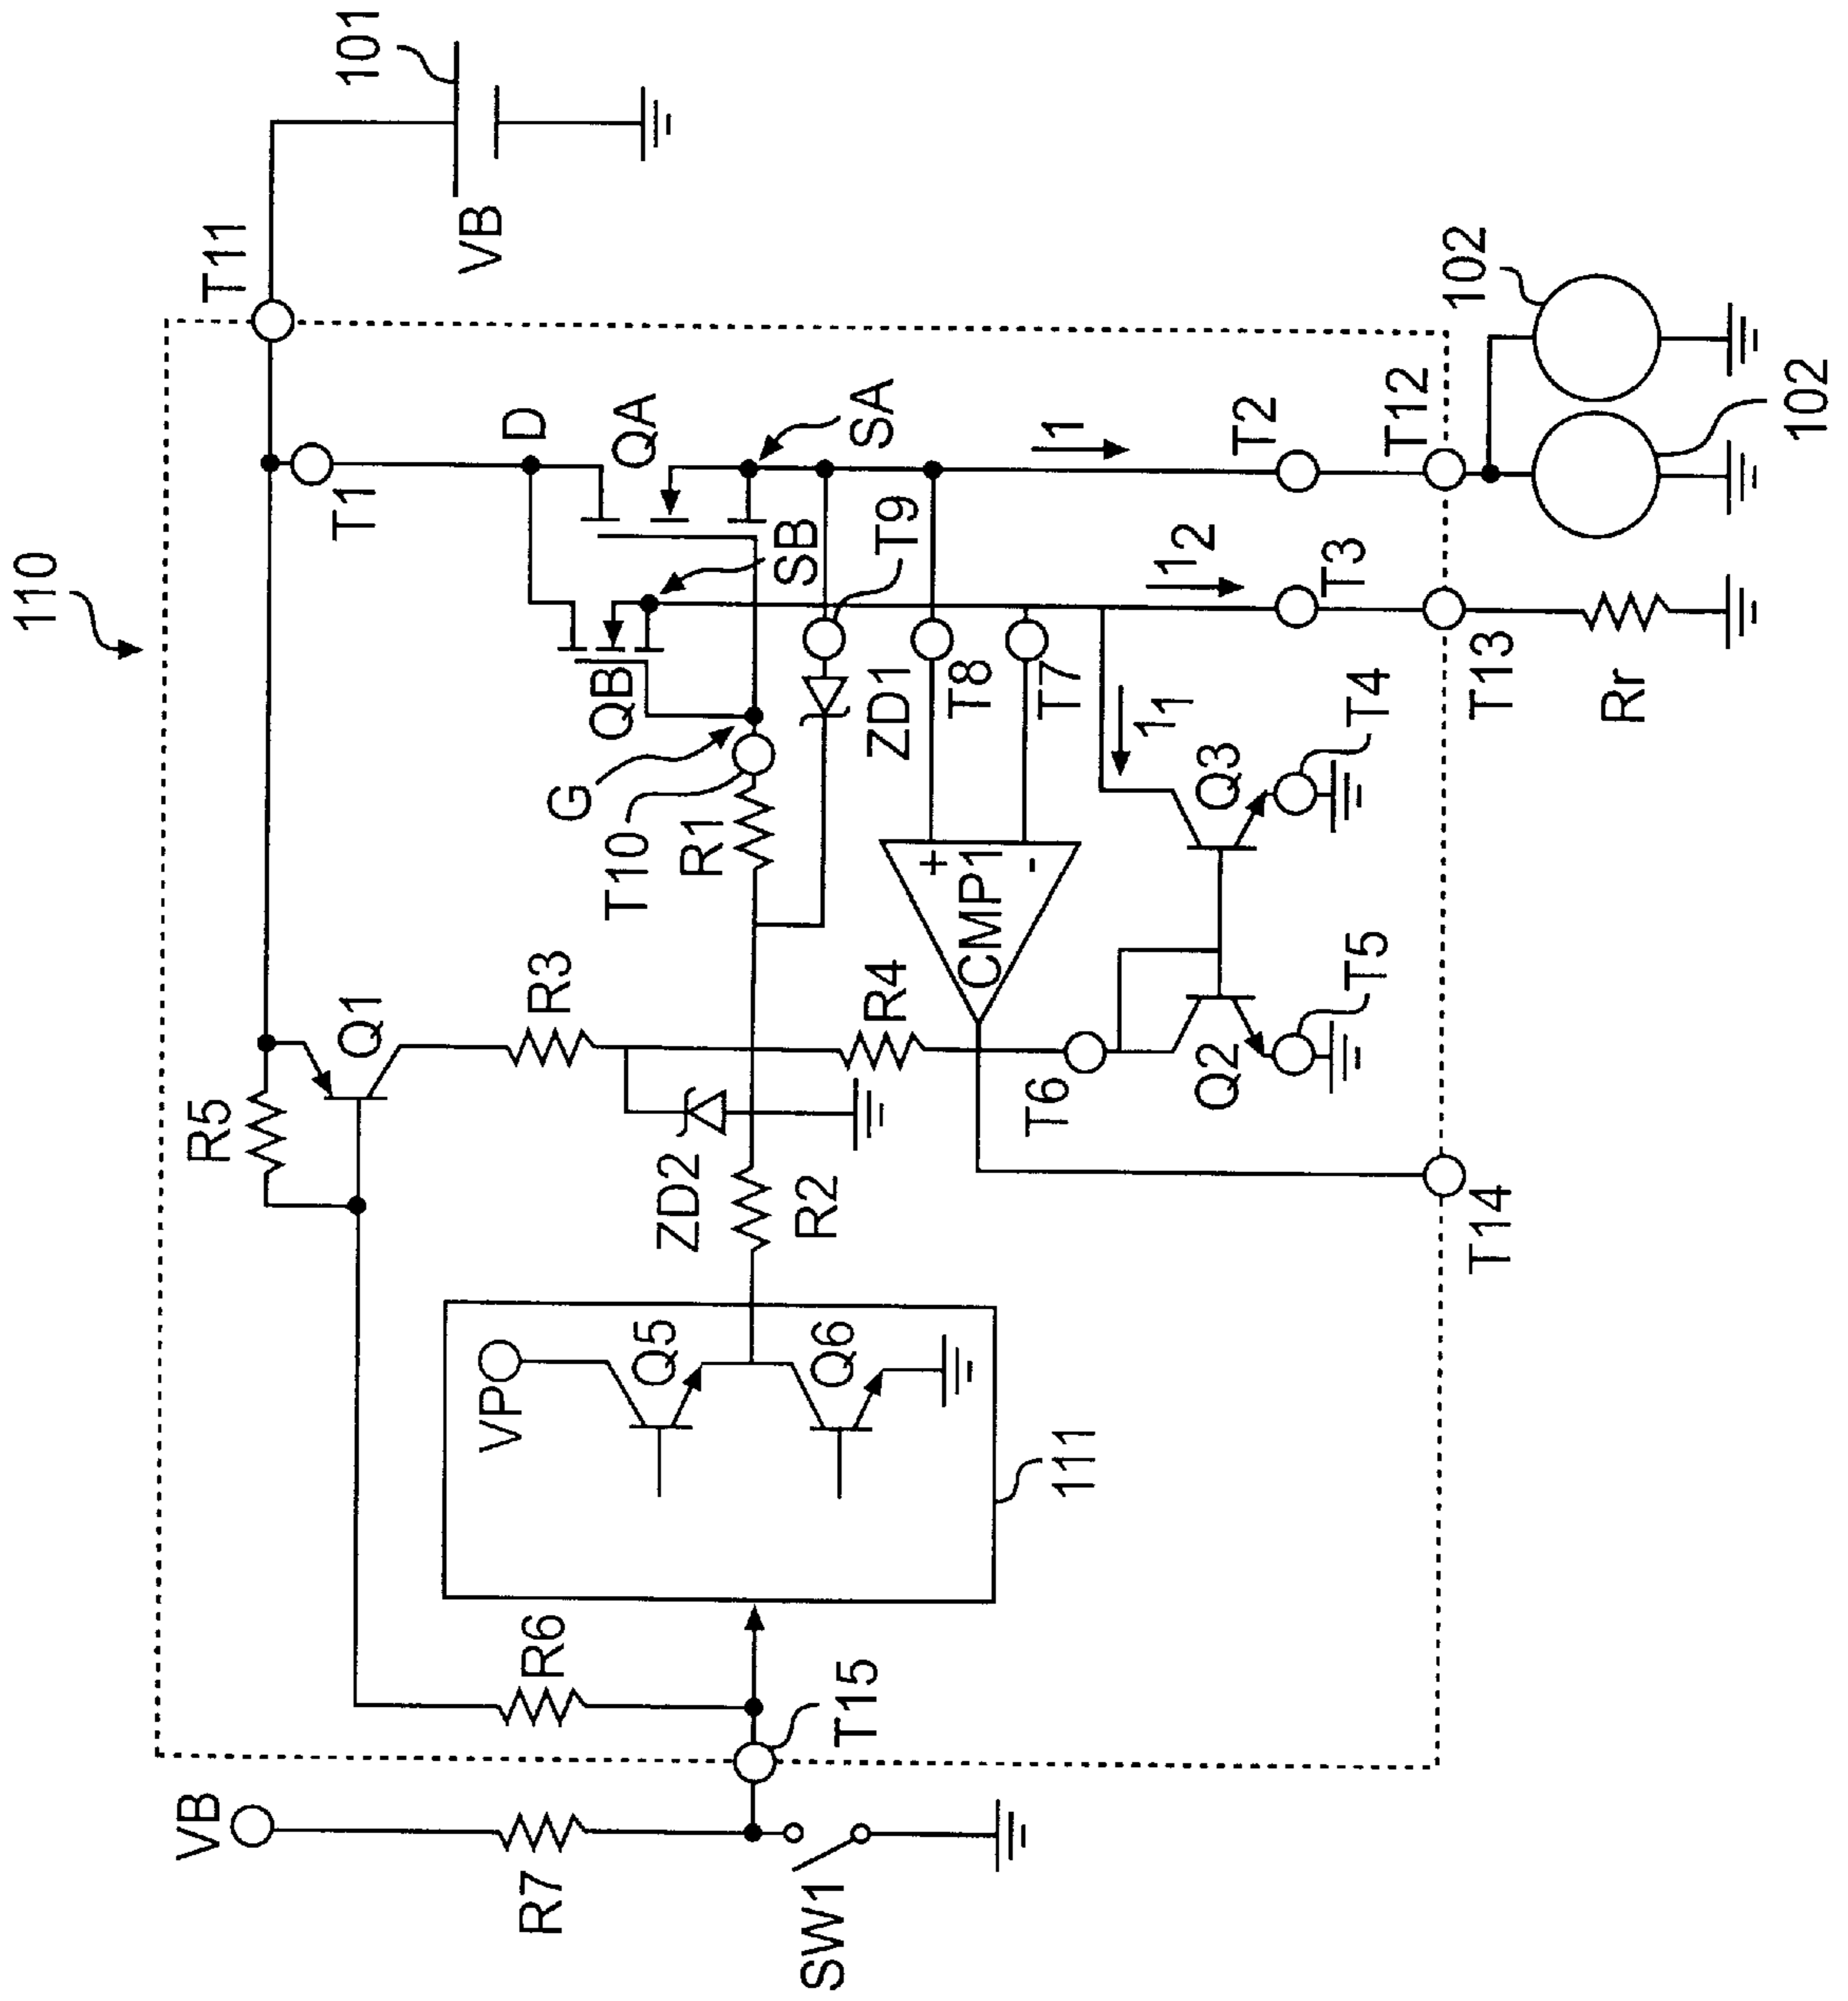 110
T11
101
VB
T1
D
QA
SA
SB
QB
G
T10
R1
T9
ZD1
T8
T7
I1
I12
I1
T2
T3
T12
T13
102
102
Rr
T4
Q3
+
-
CMP1
R5
Q1
R3
R4
ZD2
R2
T6
Q2
T5
T14
VP
Q5
Q6
111
R6
T15
VB
R7
SW1